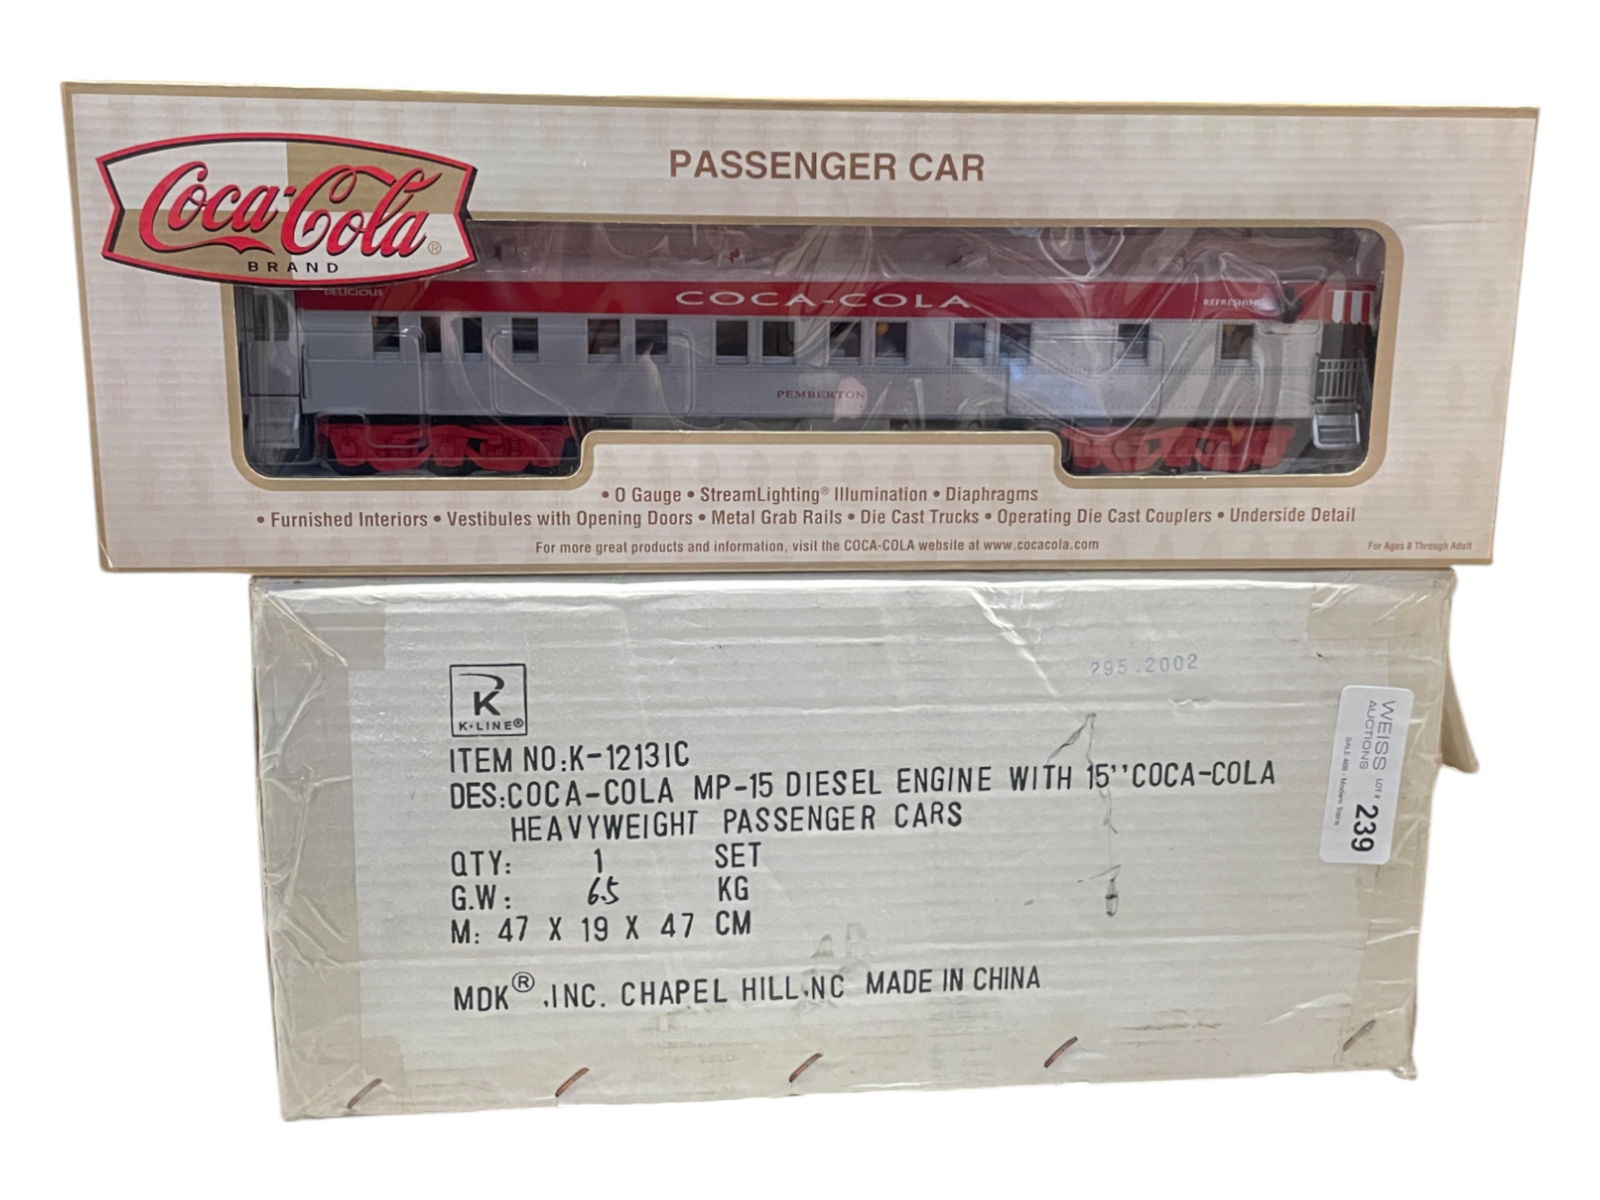 PASSENGER CAR
Coca-Cola®
BRAND
DELICIOUS
COCA-COLA
REFRESHING
PEMBERTON
• O Gauge • StreamLighting® Illumination • Diaphragms
• Furnished Interiors • Vestibules with Opening Doors • Metal Grab Rails • Die Cast Trucks • Operating Die Cast Couplers • Underside Detail
For more great products and information, visit the COCA-COLA website at www.cocacola.com
For Ages 8 Through Adult
295.2002
K
K-LINE®
ITEM NO:K-12131C
DES:COCA-COLA MP-15 DIESEL ENGINE WITH 15''COCA-COLA
HEAVYWEIGHT PASSENGER CARS
QTY: 1 SET
G.W: 6.5 KG
M: 47 X 19 X 47 CM
MDK® .INC. CHAPEL HILL,NC MADE IN CHINA
WEISS
AUCTIONS
LOT # 239
SALE 468 - Modern Trains